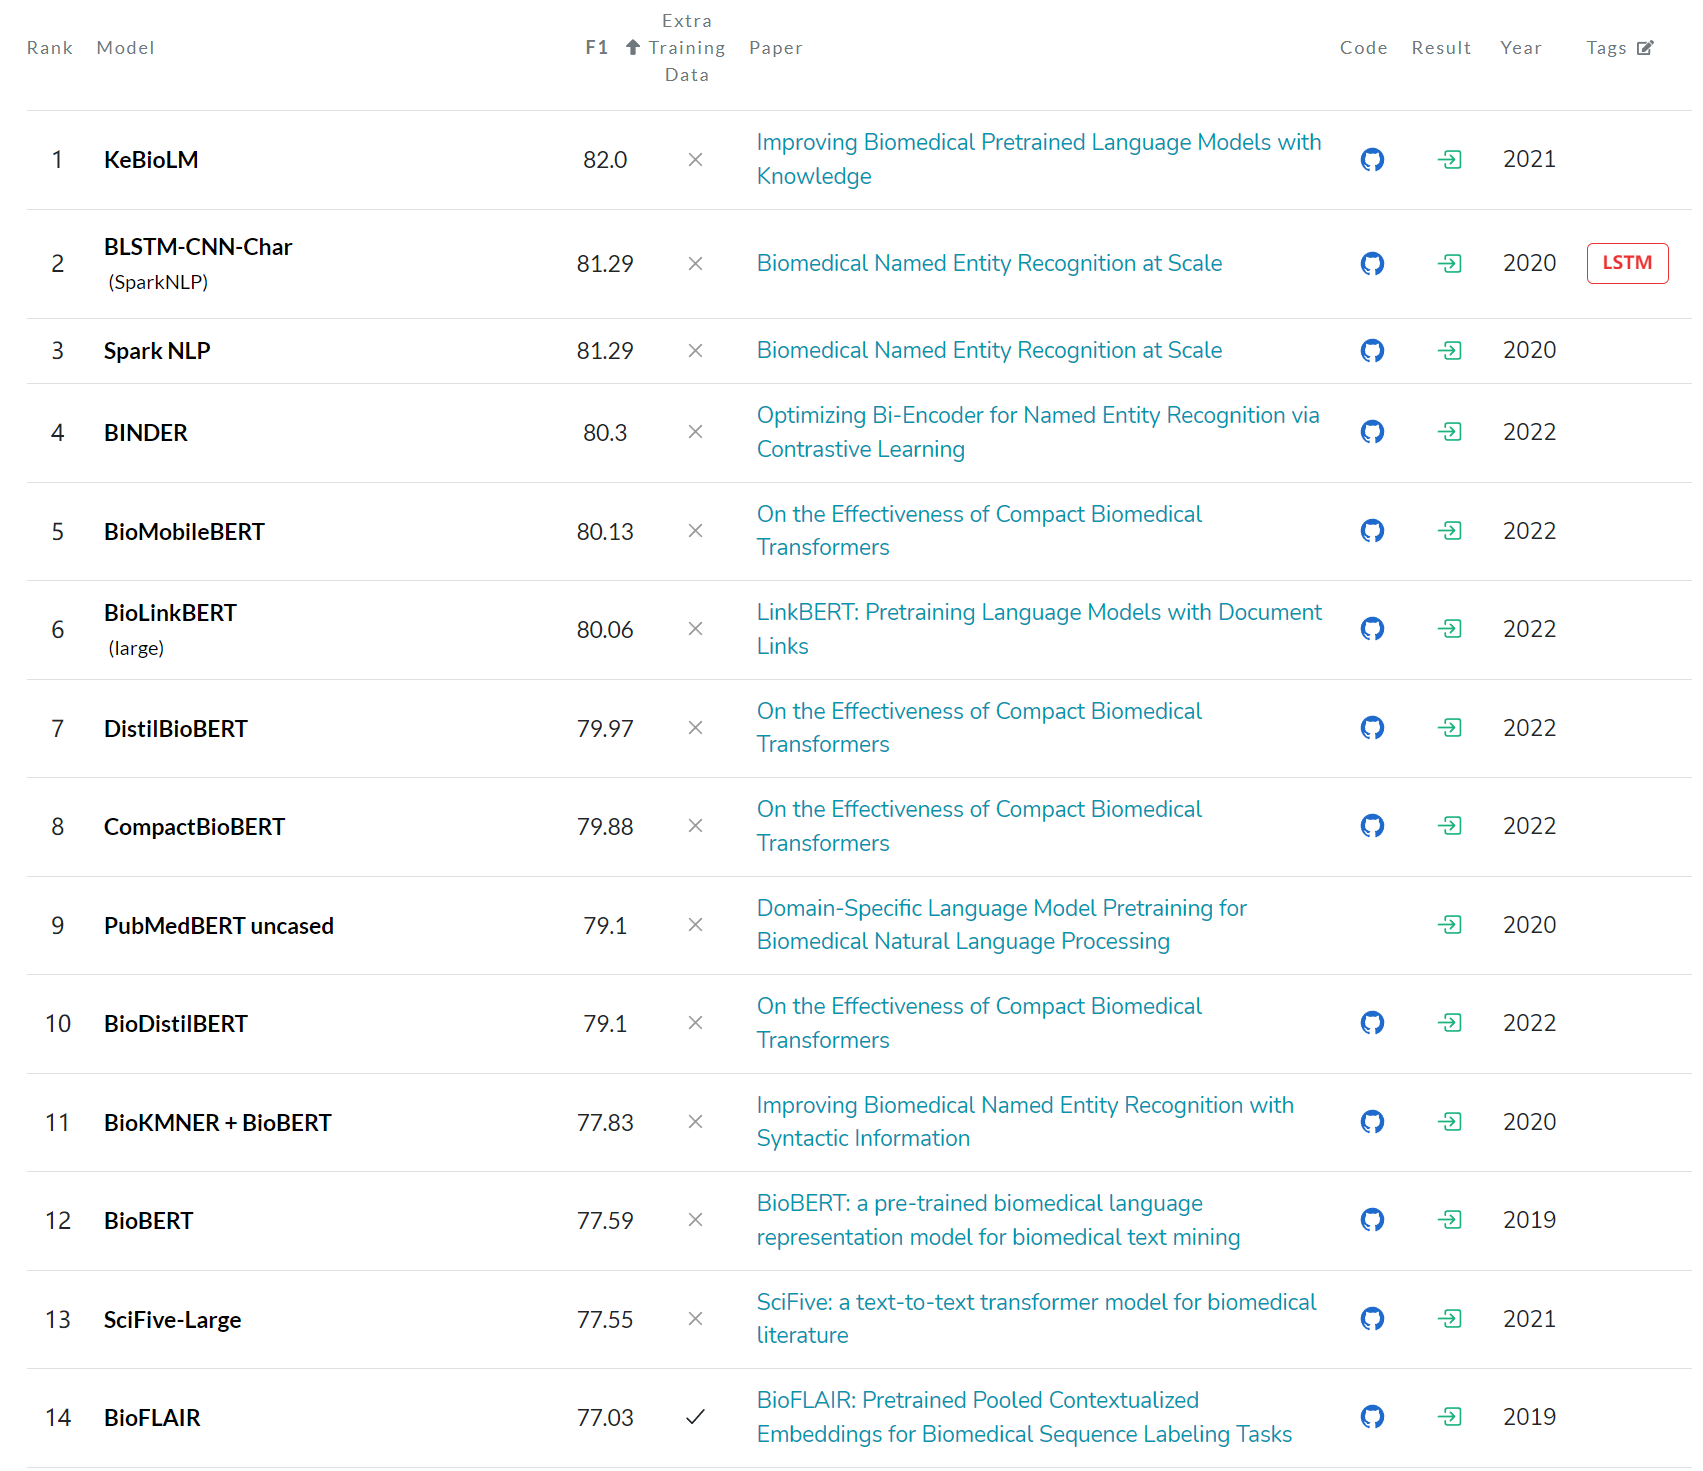 Rank Model F1 Extra Training Data Paper Code Result Year Tags
1 KeBioLM 82.0 Improving Biomedical Pretrained Language Models with
Knowledge 2021
2 BLSTM-CNN-Char
(SparkNLP) 81.29 Biomedical Named Entity Recognition at Scale 2020 LSTM
3 Spark NLP 81.29 Biomedical Named Entity Recognition at Scale 2020
4 BINDER 80.3 Optimizing Bi-Encoder for Named Entity Recognition via
Contrastive Learning 2022
5 BioMobileBERT 80.13 On the Effectiveness of Compact Biomedical
Transformers 2022
6 BioLinkBERT
(large) 80.06 LinkBERT: Pretraining Language Models with Document
Links 2022
7 DistilBioBERT 79.97 On the Effectiveness of Compact Biomedical
Transformers 2022
8 CompactBioBERT 79.88 On the Effectiveness of Compact Biomedical
Transformers 2022
9 PubMedBERT uncased 79.1 Domain-Specific Language Model Pretraining for
Biomedical Natural Language Processing 2020
10 BioDistilBERT 79.1 On the Effectiveness of Compact Biomedical
Transformers 2022
11 BioKMNER + BioBERT 77.83 Improving Biomedical Named Entity Recognition with
Syntactic Information 2020
12 BioBERT 77.59 BioBERT: a pre-trained biomedical language
representation model for biomedical text mining 2019
13 SciFive-Large 77.55 SciFive: a text-to-text transformer model for biomedical
literature 2021
14 BioFLAIR 77.03 BioFLAIR: Pretrained Pooled Contextualized
Embeddings for Biomedical Sequence Labeling Tasks 2019